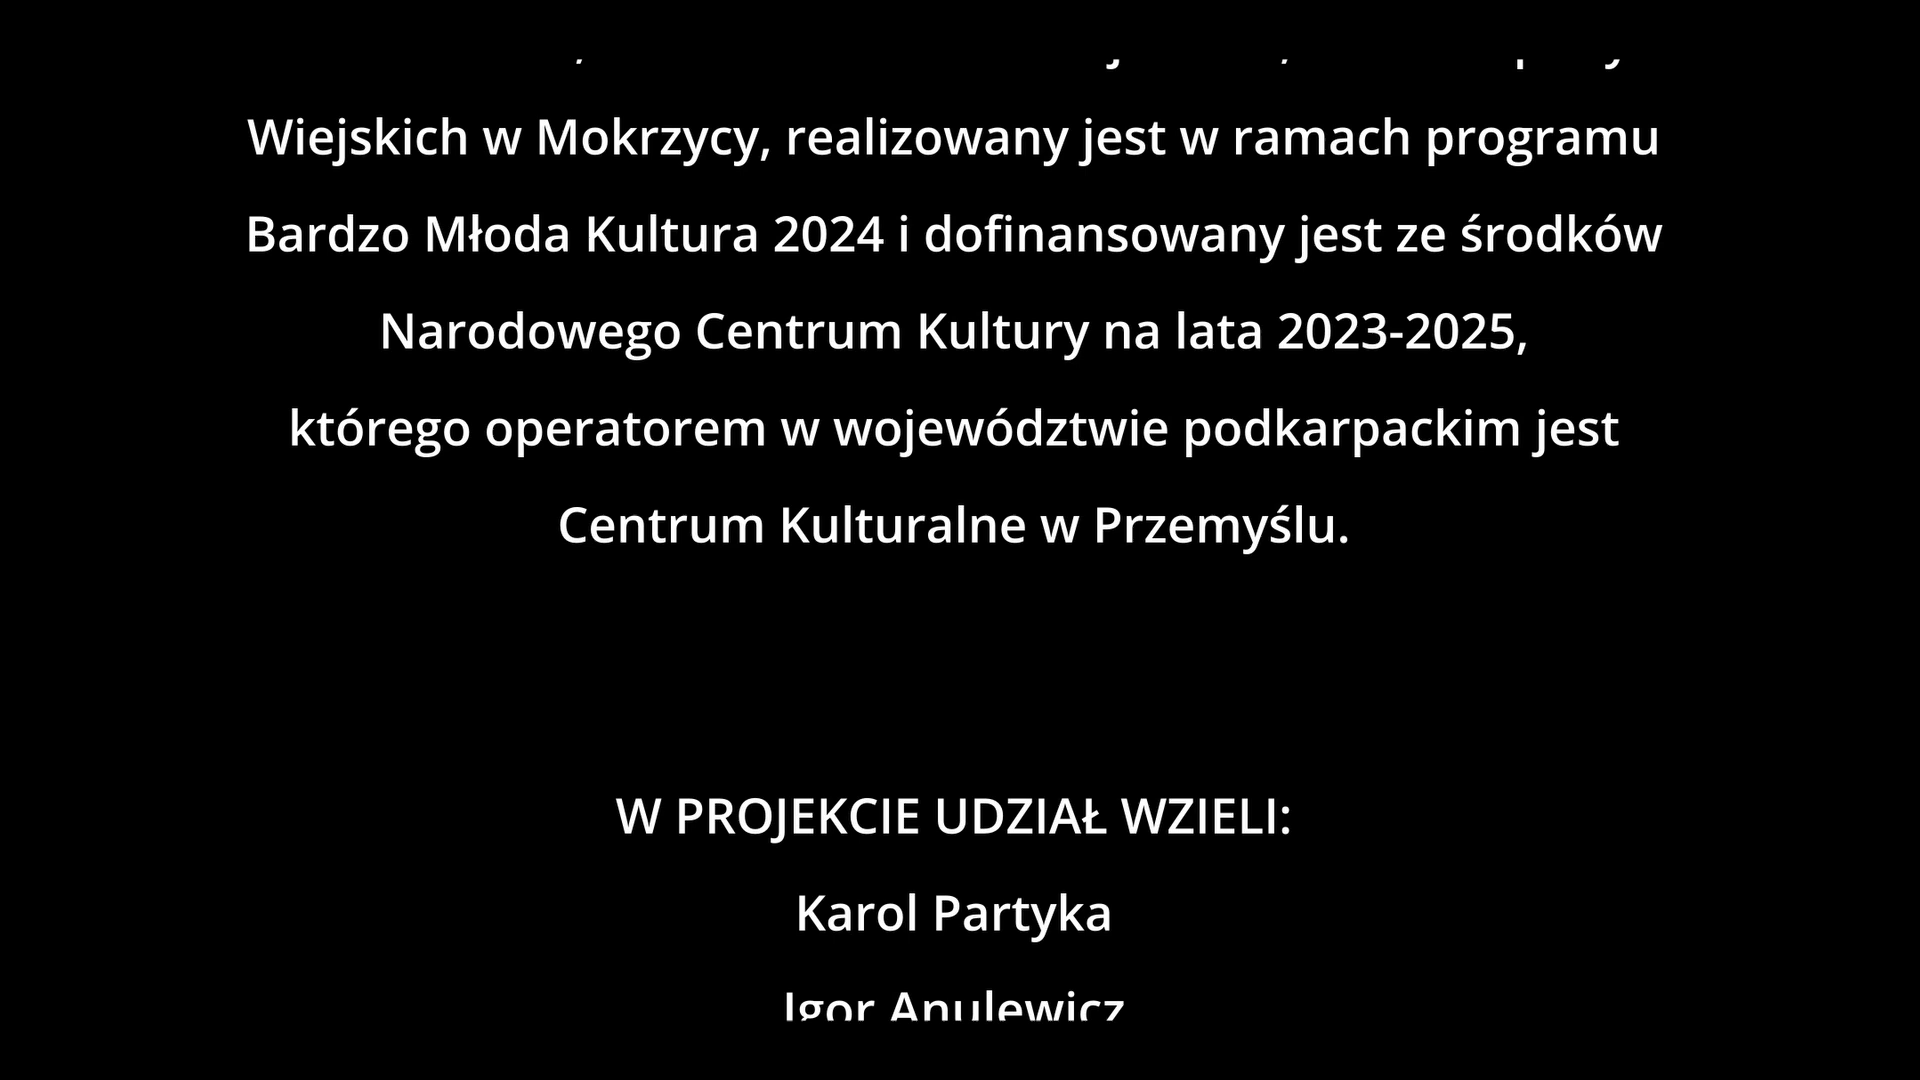 Wiejskich w Mokrzycy, realizowany jest w ramach programu
Bardzo Młoda Kultura 2024 i dofinansowany jest ze środków
Narodowego Centrum Kultury na lata 2023-2025,
którego operatorem w województwie podkarpackim jest
Centrum Kulturalne w Przemyślu.
W PROJEKCIE UDZIAŁ WZIELI:
Karol Partyka
Igor Anulewicz